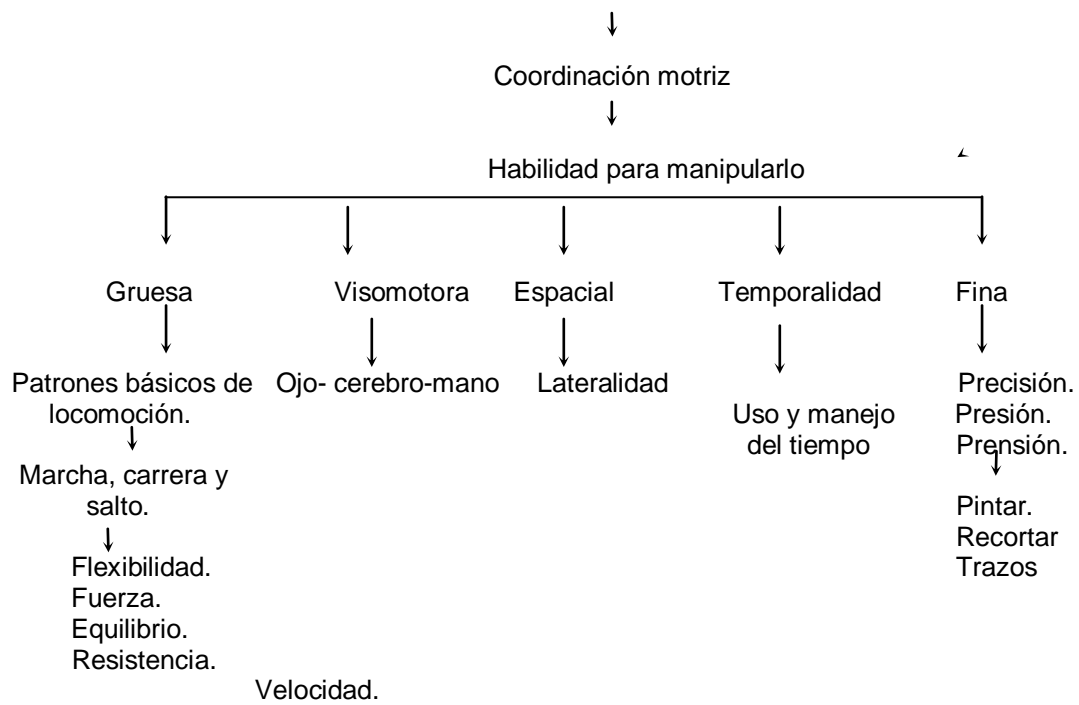 Coordinación motriz
Habilidad para manipularlo
Gruesa
Visomotora
Espacial
Temporalidad
Fina
Patrones básicos de
locomoción.
Ojo- cerebro-mano
Lateralidad
Uso y manejo
del tiempo
Precisión.
Presión.
Prensión.
Marcha, carrera y
salto.
Pintar.
Recortar
Trazos
Flexibilidad.
Fuerza.
Equilibrio.
Resistencia.
Velocidad.